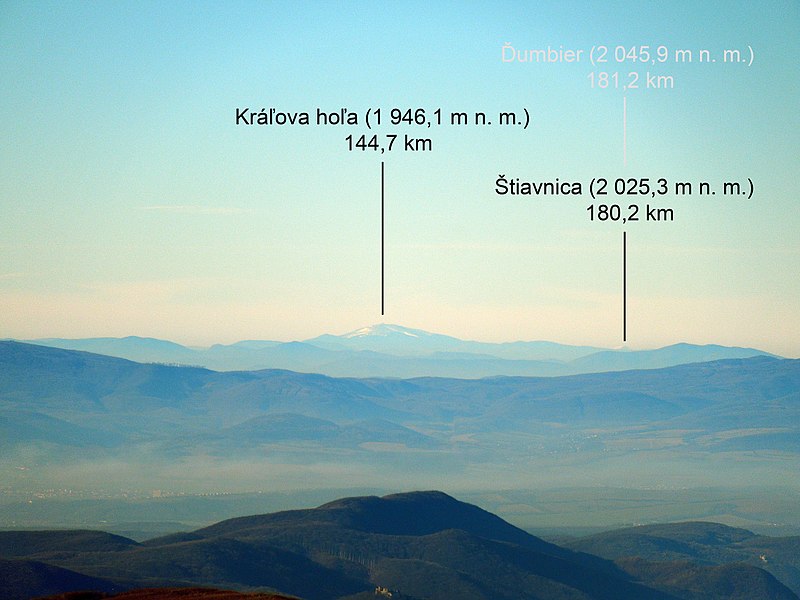 Ďumbier (2 045,9 m n. m.)
181,2 km
Kráľova hoľa (1 946,1 m n. m.)
144,7 km
Štiavnica (2 025,3 m n. m.)
180,2 km